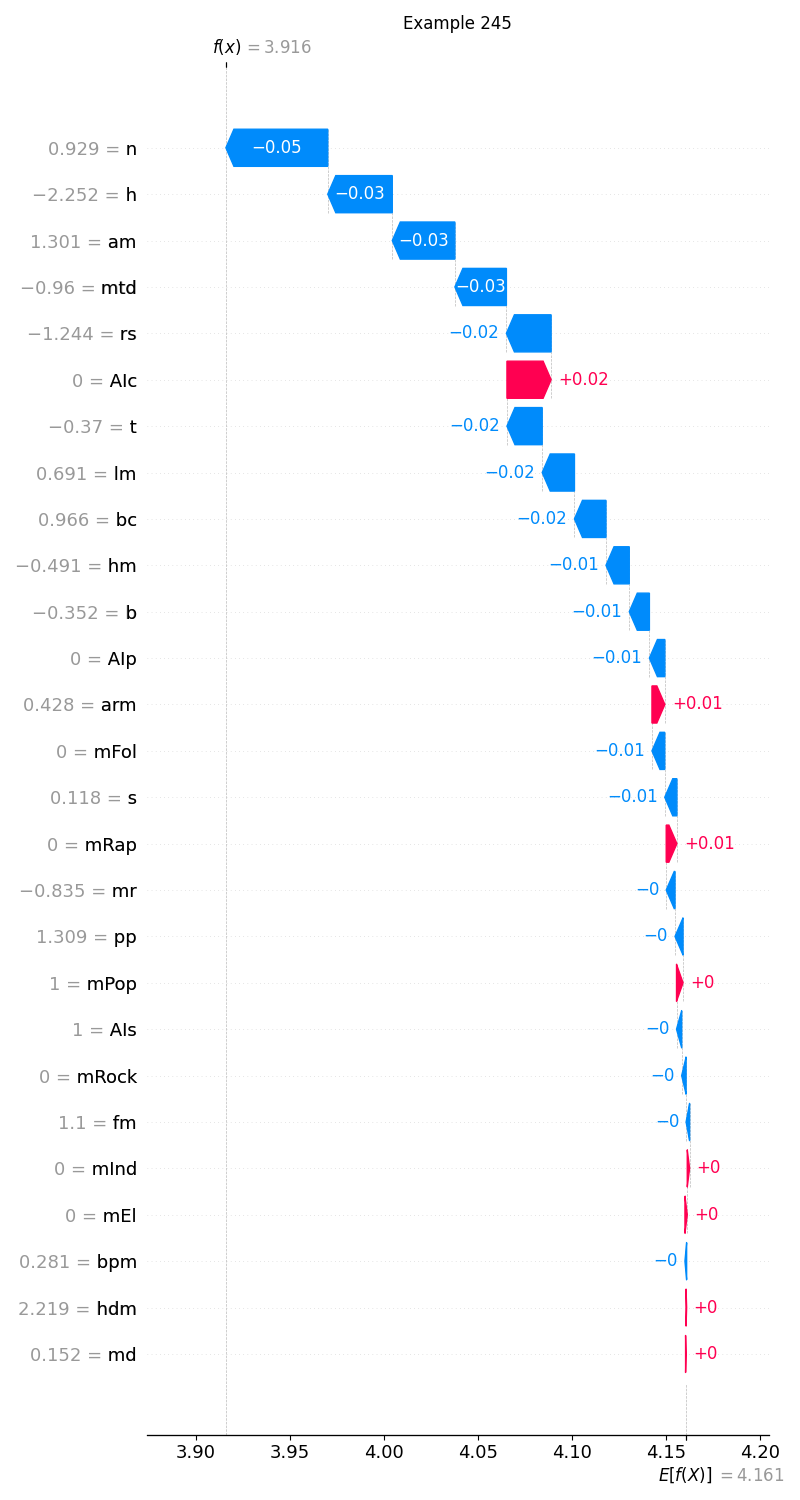 Example 245
f(x) = 3.916
0.929 = n
−0.05
−2.252 = h
−0.03
1.301 = am
−0.03
−0.96 = mtd
−0.03
−1.244 = rs
−0.02
0 = AIc
+0.02
−0.37 = t
−0.02
0.691 = lm
−0.02
0.966 = bc
−0.02
−0.491 = hm
−0.01
−0.352 = b
−0.01
0 = AIp
−0.01
0.428 = arm
+0.01
0 = mFol
−0.01
0.118 = s
−0.01
0 = mRap
+0.01
−0.835 = mr
−0
1.309 = pp
−0
1 = mPop
+0
1 = AIs
−0
0 = mRock
−0
1.1 = fm
−0
0 = mInd
+0
0 = mEl
+0
0.281 = bpm
−0
2.219 = hdm
+0
0.152 = md
+0
3.90 3.95 4.00 4.05 4.10 4.15 4.20
E[f(X)] = 4.161